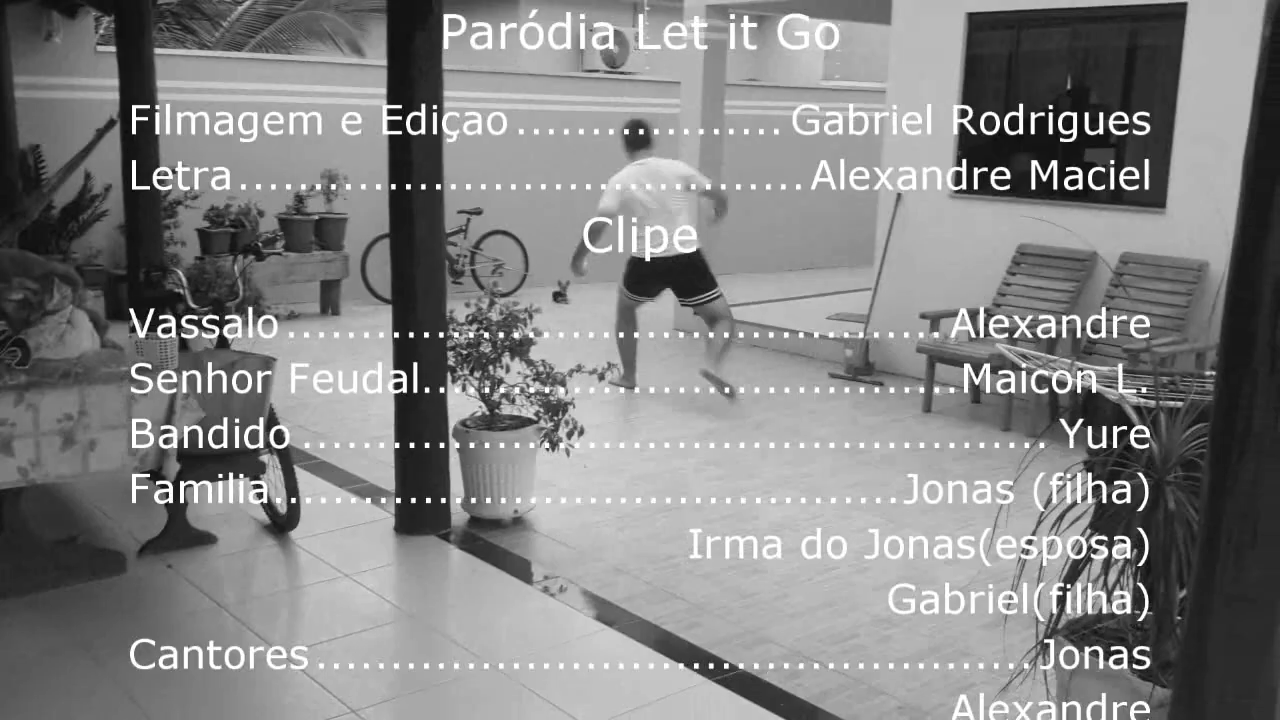 Paródia Let it Go
Filmagem e Ediçao.................. Gabriel Rodrigues
Letra......................................Alexandre Maciel
Clipe
Vassalo............................................Alexandre
Senhor Feudal....................................Maicon L.
Bandido .................................................. Yure
Familia..........................................Jonas (filha)
Irma do Jonas(esposa)
Gabriel(filha)
Cantores ................................................Jonas
Alexandre